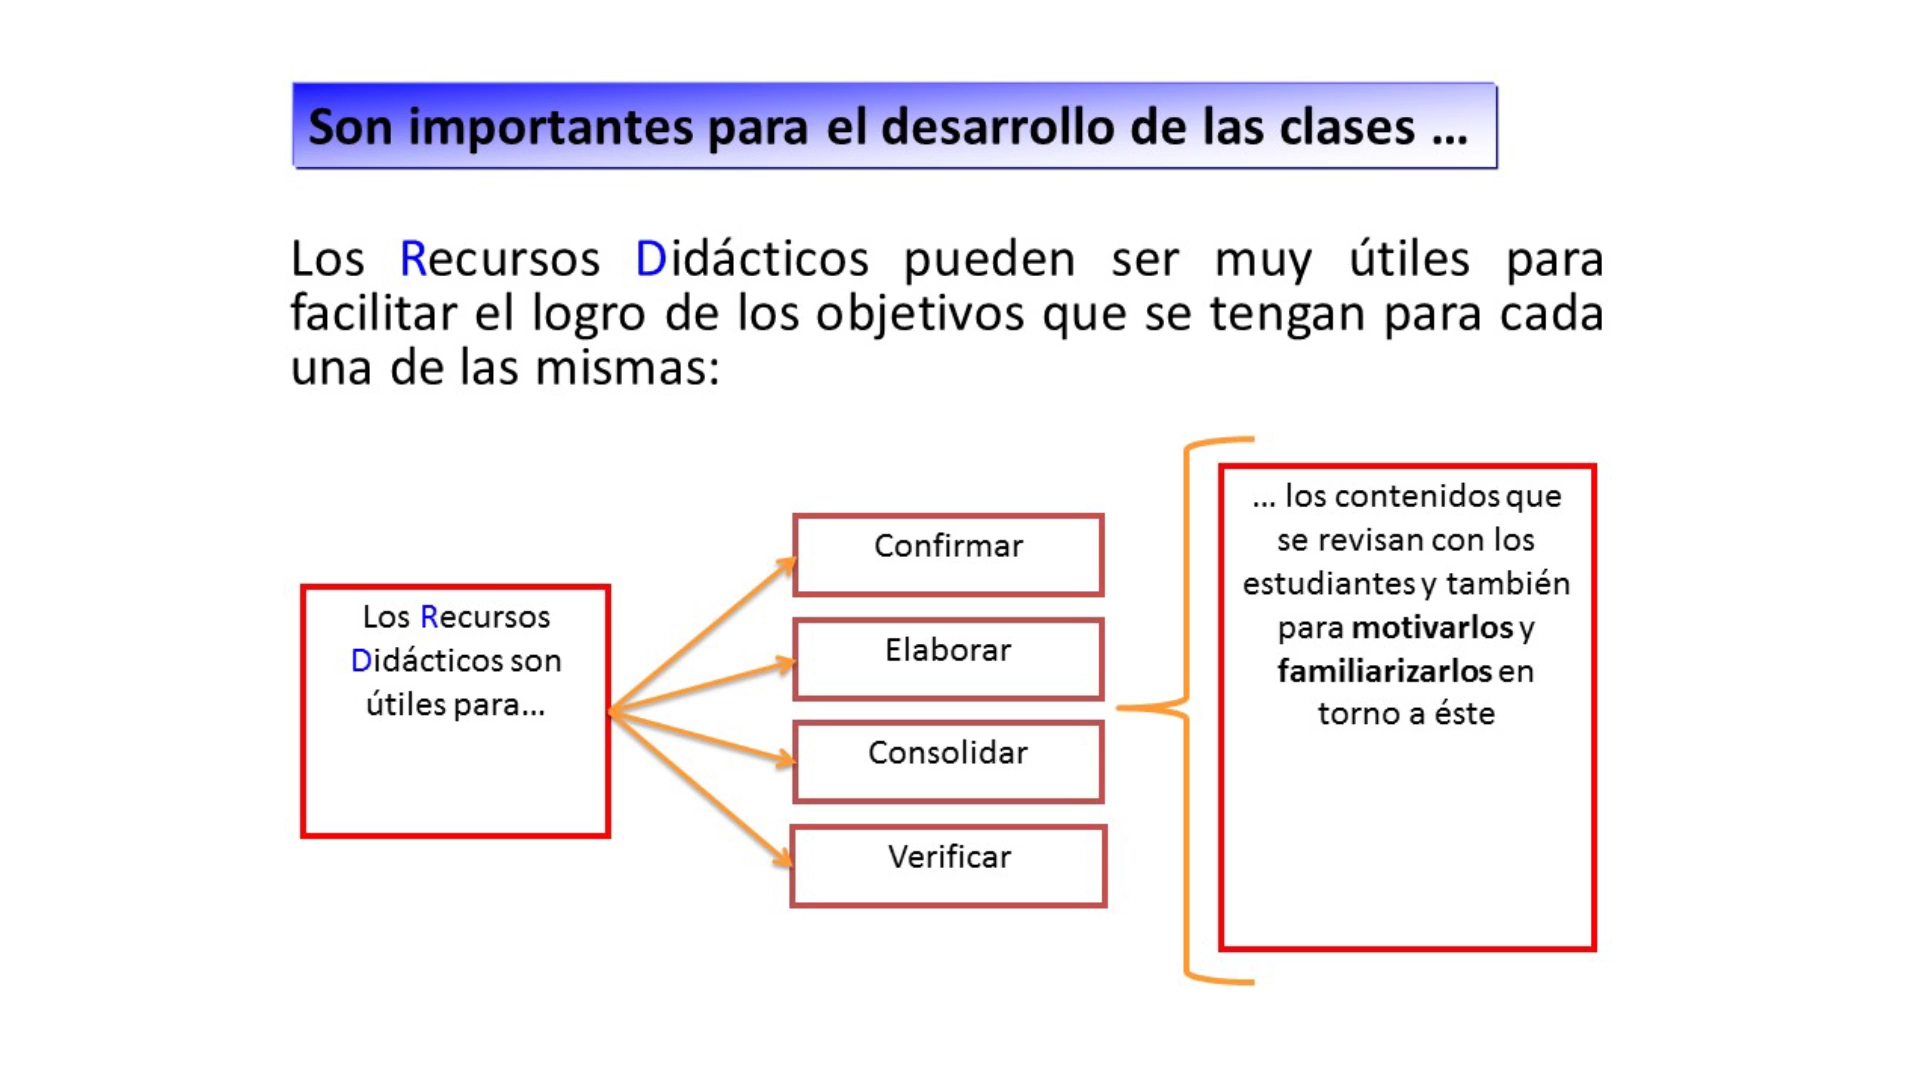 Son importantes para el desarrollo de las clases ...
Los Recursos Didácticos pueden ser muy útiles para
facilitar el logro de los objetivos que se tengan para cada
una de las mismas:
Los Recursos
Didácticos son
útiles para...
Confirmar
Elaborar
Consolidar
Verificar
... los contenidos que
se revisan con los
estudiantes y también
para motivarlos y
familiarizarlos en
torno a éste